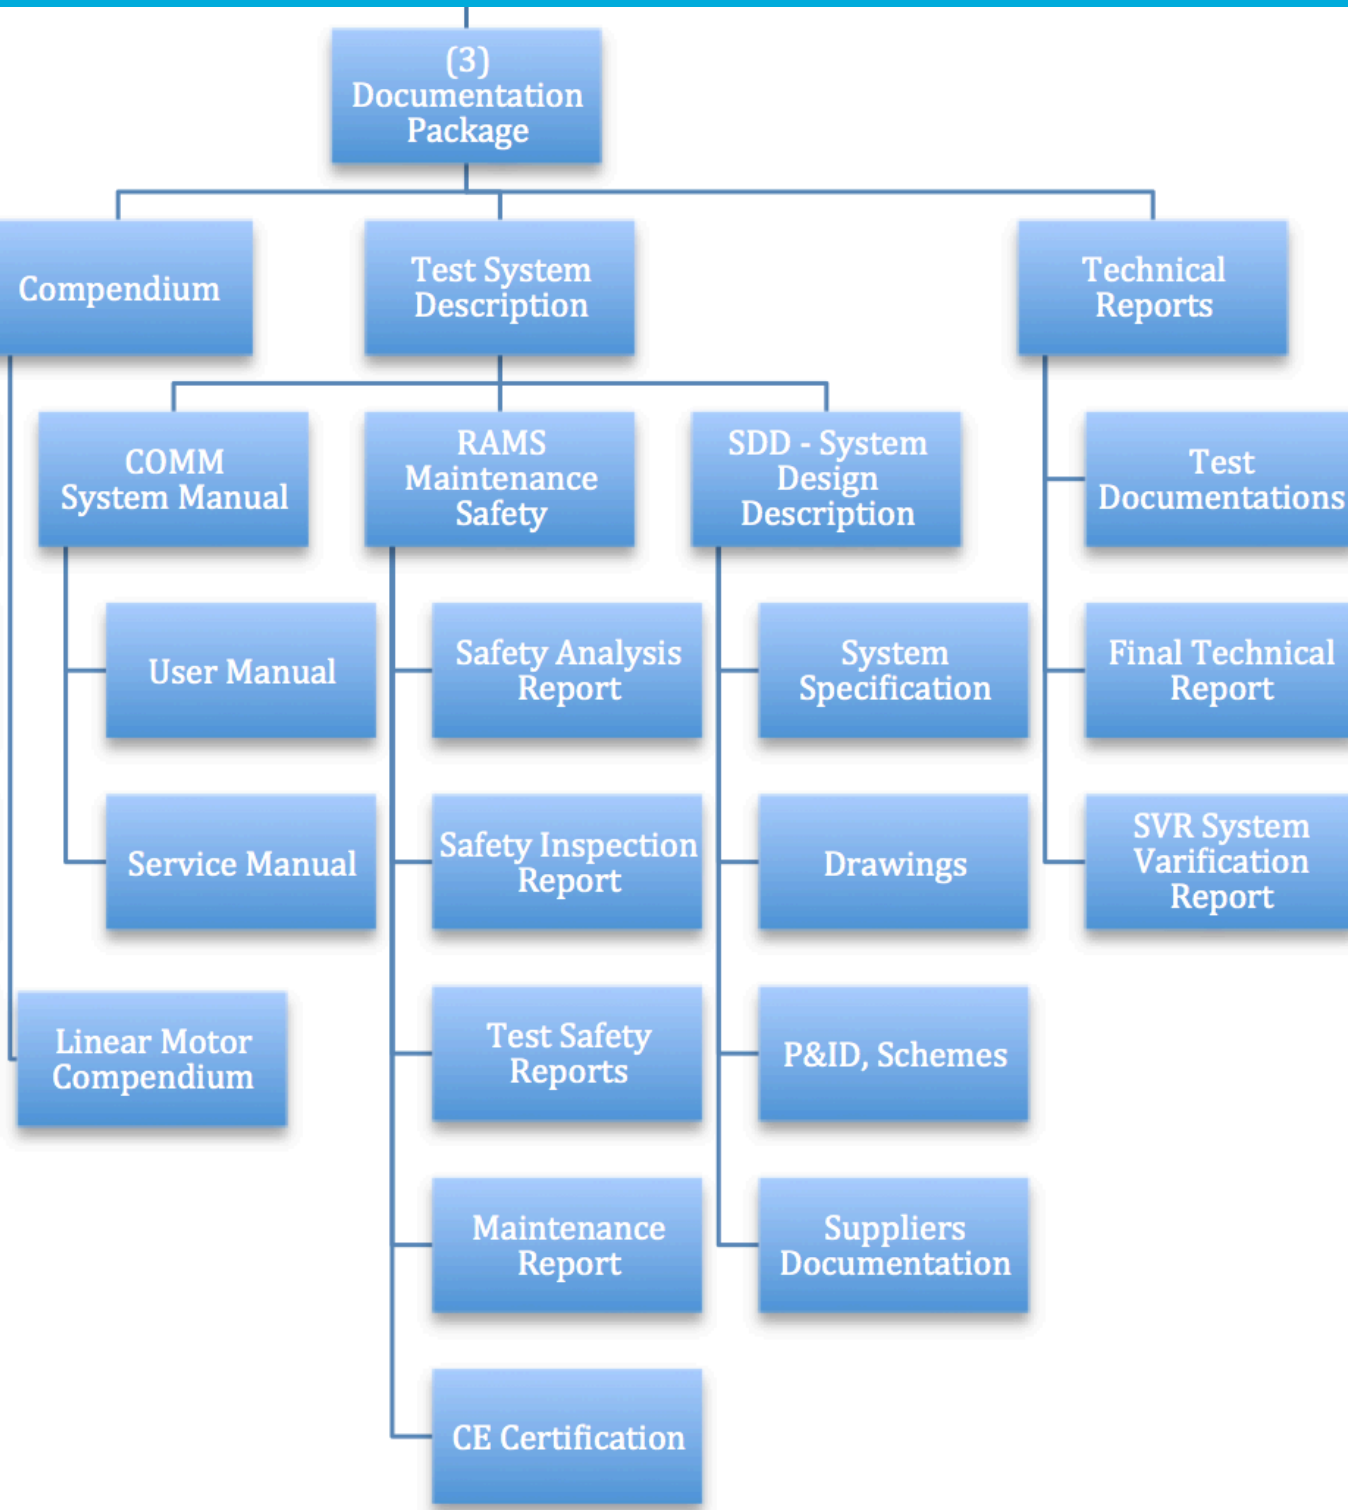 (3)
Documentation
Package
Compendium
Test System
Description
Technical
Reports
COMM
System Manual
RAMS
Maintenance
Safety
SDD - System
Design
Description
Test
Documentations
User Manual
Safety Analysis
Report
System
Specification
Final Technical
Report
Service Manual
Safety Inspection
Report
Drawings
SVR System
Varification
Report
Linear Motor
Compendium
Test Safety
Reports
P&ID, Schemes
Maintenance
Report
Suppliers
Documentation
CE Certification